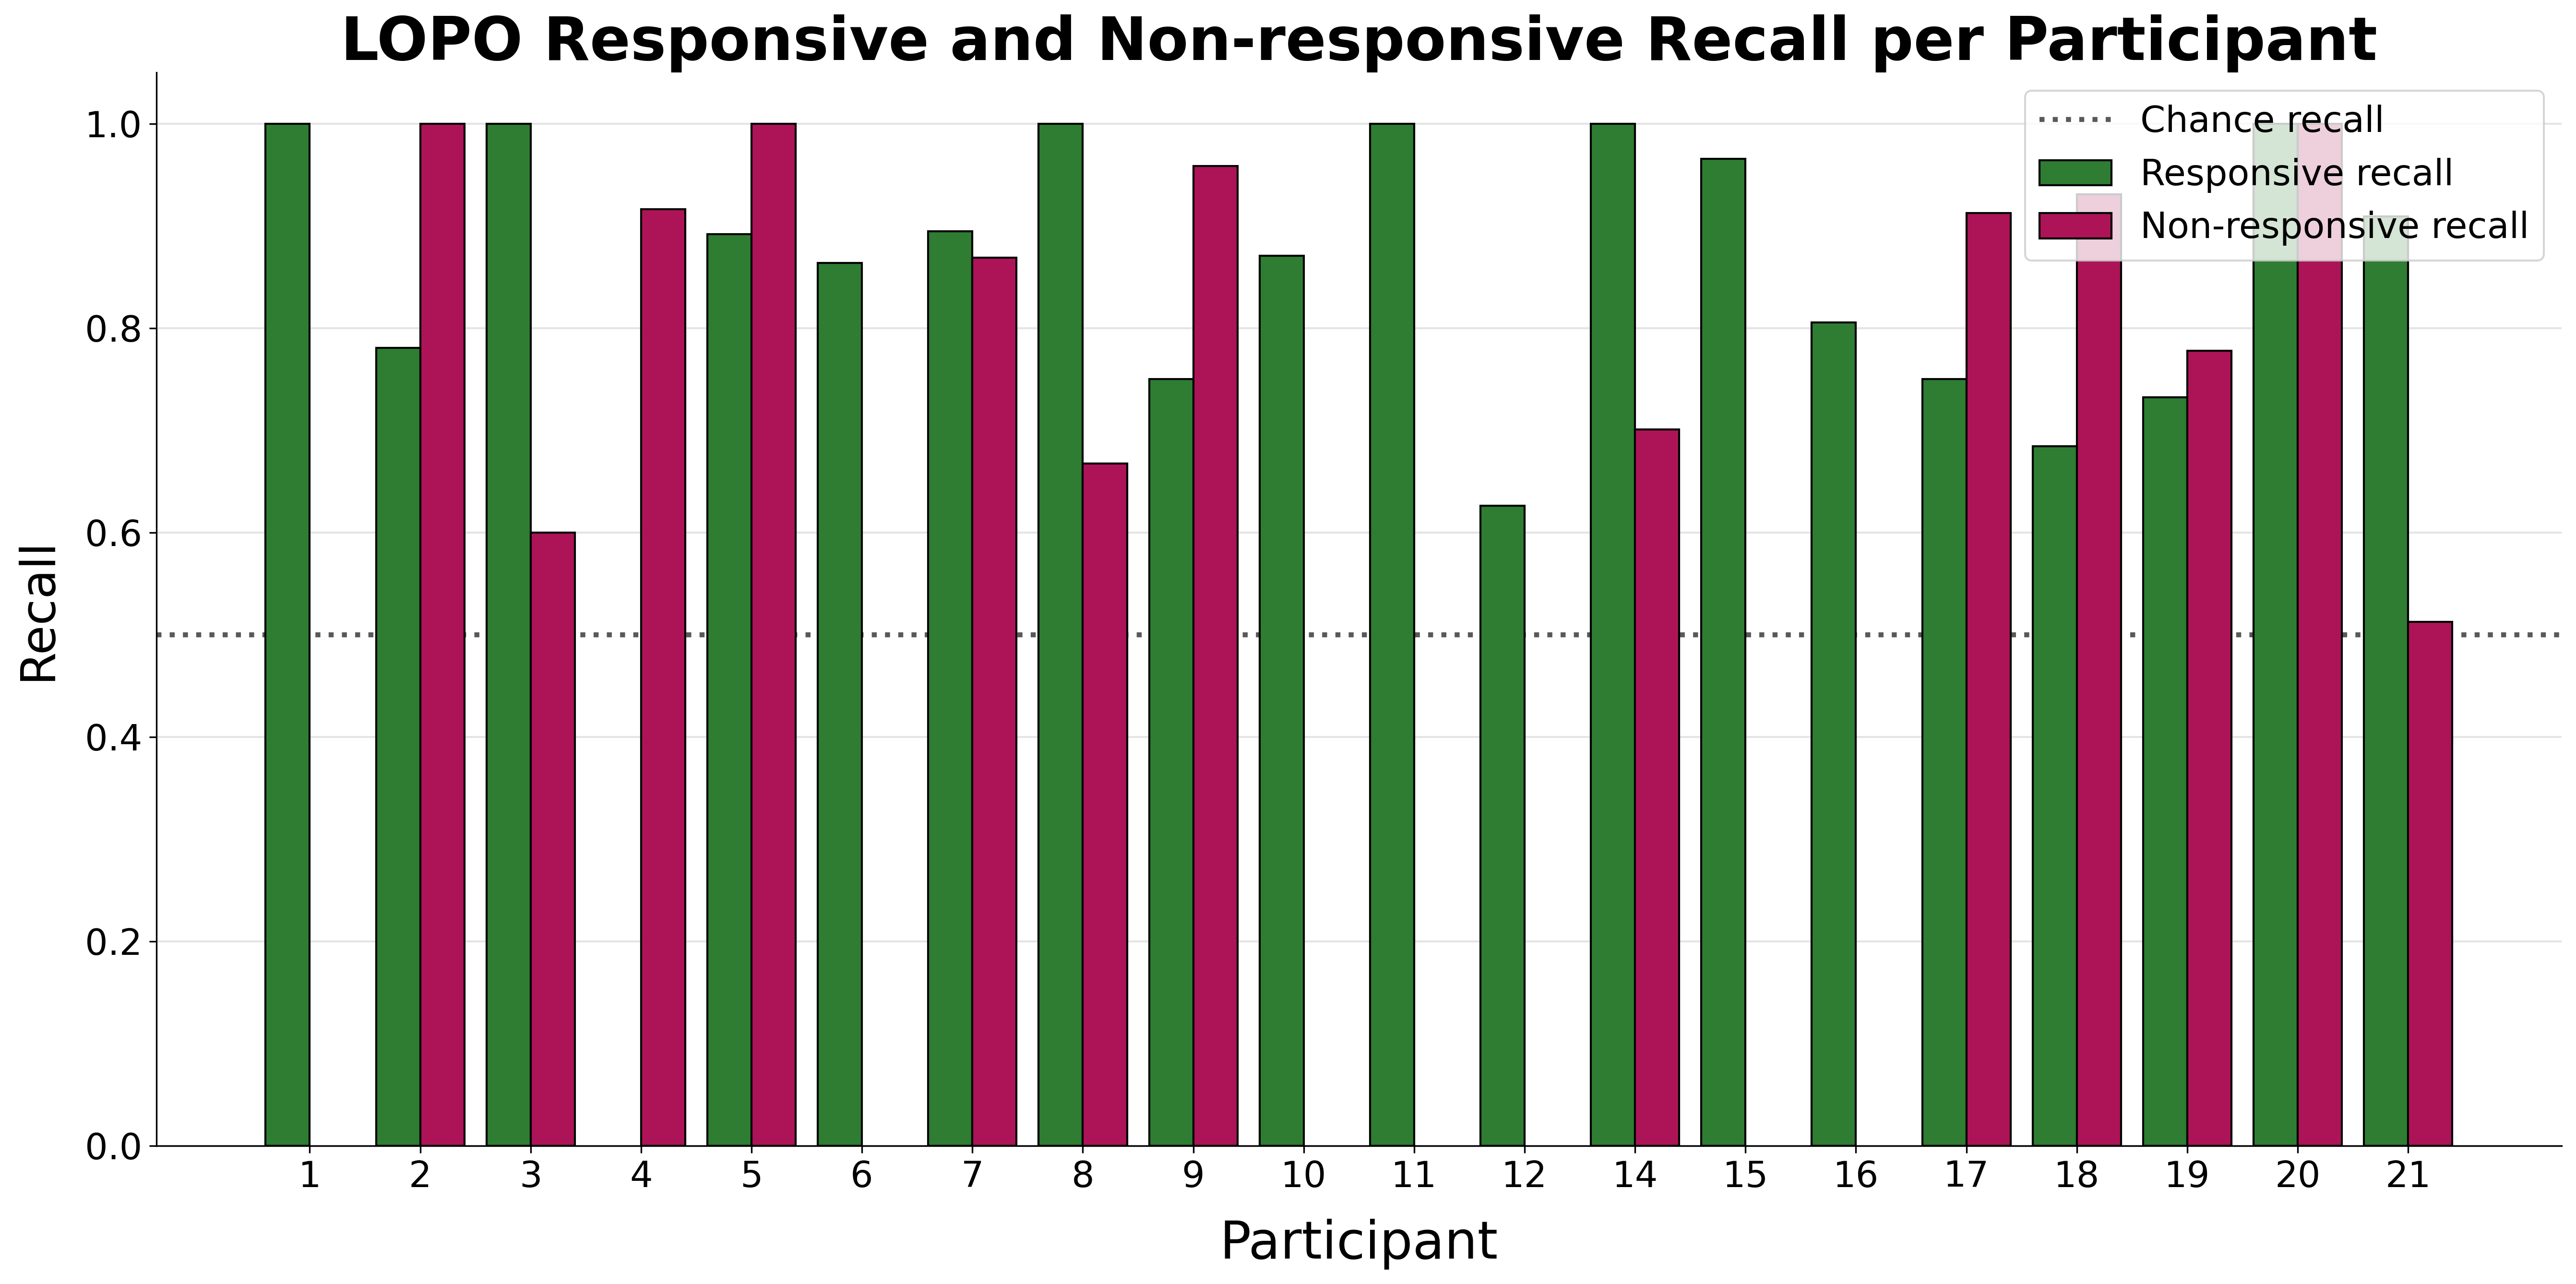 LOPO Responsive and Non-responsive Recall per Participant
Chance recall
Responsive recall
Non-responsive recall
1.0
0.8
0.6
0.4
0.2
0.0
Recall
1 2 3 4 5 6 7 8 9 10 11 12 14 15 16 17 18 19 20 21
Participant